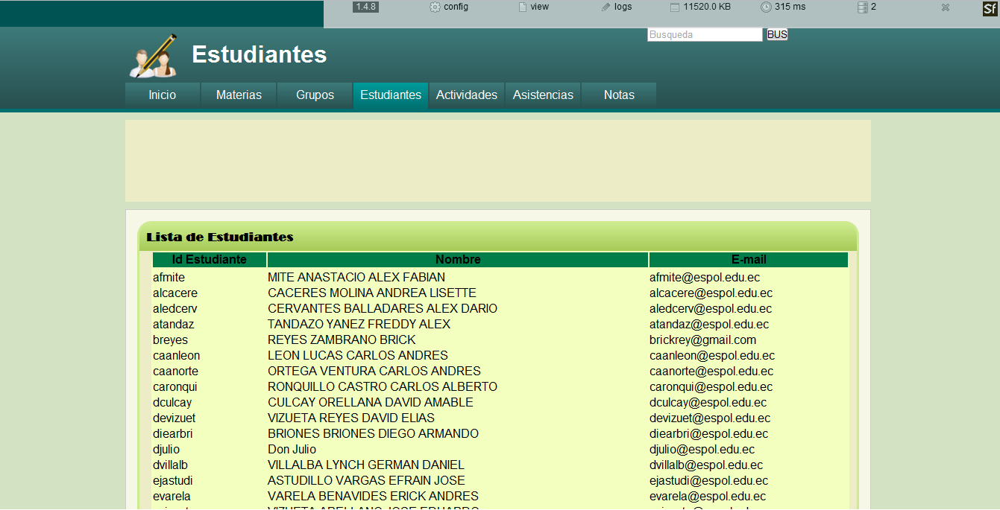 1.4.8 config view logs 11520.0 KB 315 ms 2 Sf
Busqueda BUS
Estudiantes
Inicio Materias Grupos Estudiantes Actividades Asistencias Notas
Lista de Estudiantes
Id Estudiante Nombre E-mail
afmite MITE ANASTACIO ALEX FABIAN afmite@espol.edu.ec
alcacere CACERES MOLINA ANDREA LISETTE alcacere@espol.edu.ec
aledcerv CERVANTES BALLADARES ALEX DARIO aledcerv@espol.edu.ec
atandaz TANDAZO YANEZ FREDDY ALEX atandaz@espol.edu.ec
breyes REYES ZAMBRANO BRICK brickrey@gmail.com
caanleon LEON LUCAS CARLOS ANDRES caanleon@espol.edu.ec
caanorte ORTEGA VENTURA CARLOS ANDRES caanorte@espol.edu.ec
caronqui RONQUILLO CASTRO CARLOS ALBERTO caronqui@espol.edu.ec
dculcay CULCAY ORELLANA DAVID AMABLE dculcay@espol.edu.ec
devizuet VIZUETA REYES DAVID ELIAS devizuet@espol.edu.ec
diearbri BRIONES BRIONES DIEGO ARMANDO diearbri@espol.edu.ec
djulio Don Julio djulio@espol.edu.ec
dvillalb VILLALBA LYNCH GERMAN DANIEL dvillalb@espol.edu.ec
ejastudi ASTUDILLO VARGAS EFRAIN JOSE ejastudi@espol.edu.ec
evarela VARELA BENAVIDES ERICK ANDRES evarela@espol.edu.ec
VIZUETA ARELLANO JOSE EDUARDO